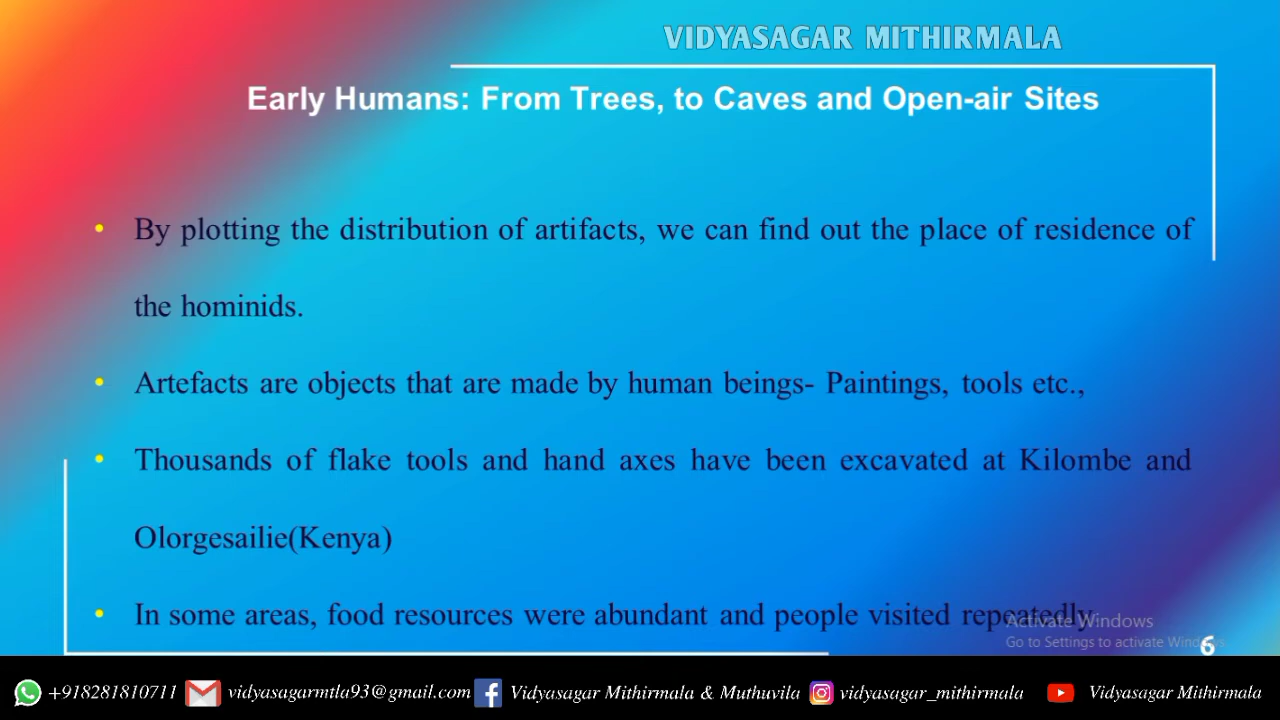 VIDYASAGAR MITHIRMALA
Early Humans: From Trees, to Caves and Open-air Sites
• By plotting the distribution of artifacts, we can find out the place of residence of
the hominids.
• Artefacts are objects that are made by human beings- Paintings, tools etc.,
• Thousands of flake tools and hand axes have been excavated at Kilombe and
Olorgesailie(Kenya)
• In some areas, food resources were abundant and people visited repeatedly
Activate Windows
Go to Settings to activate Windows
6
+918281810711 vidyasagarmtla93@gmail.com Vidyasagar Mithirmala & Muthuvila vidyasagar_mithirmala Vidyasagar Mithirmala